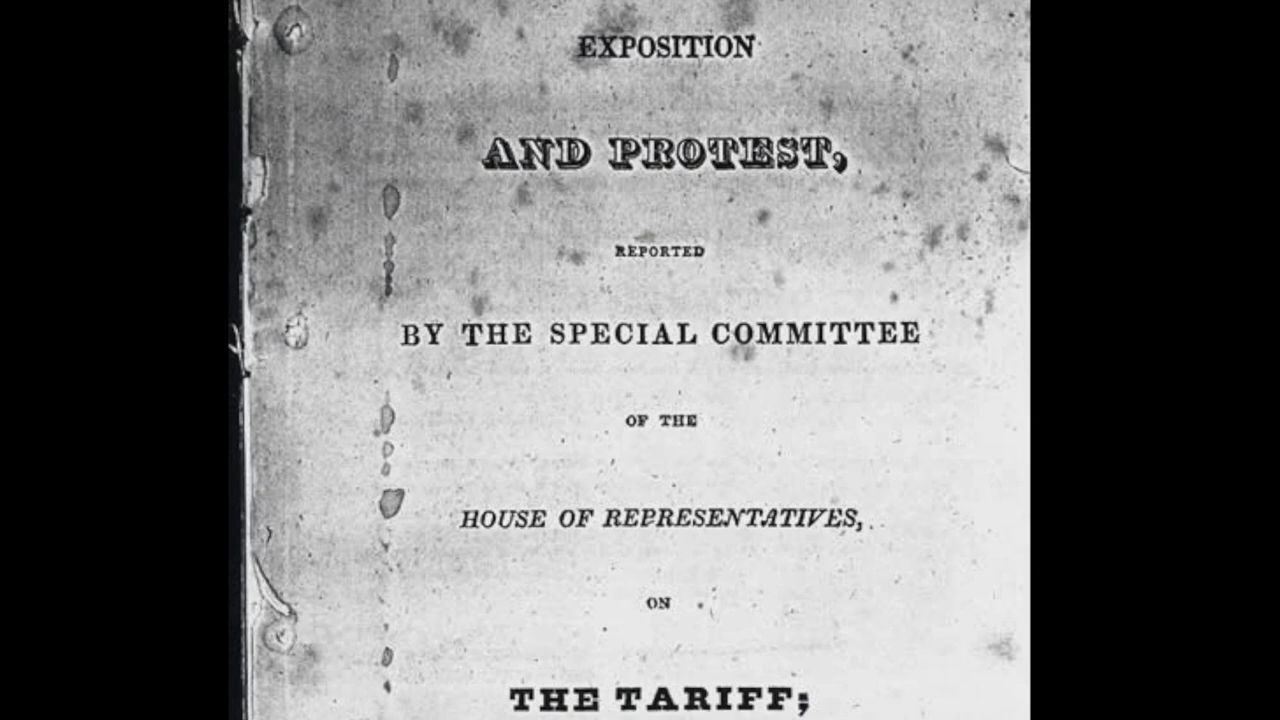 EXPOSITION
AND PROTEST,
REPORTED
BY THE SPECIAL COMMITTEE
OF THE
HOUSE OF REPRESENTATIVES,
ON
THE TARIFF;